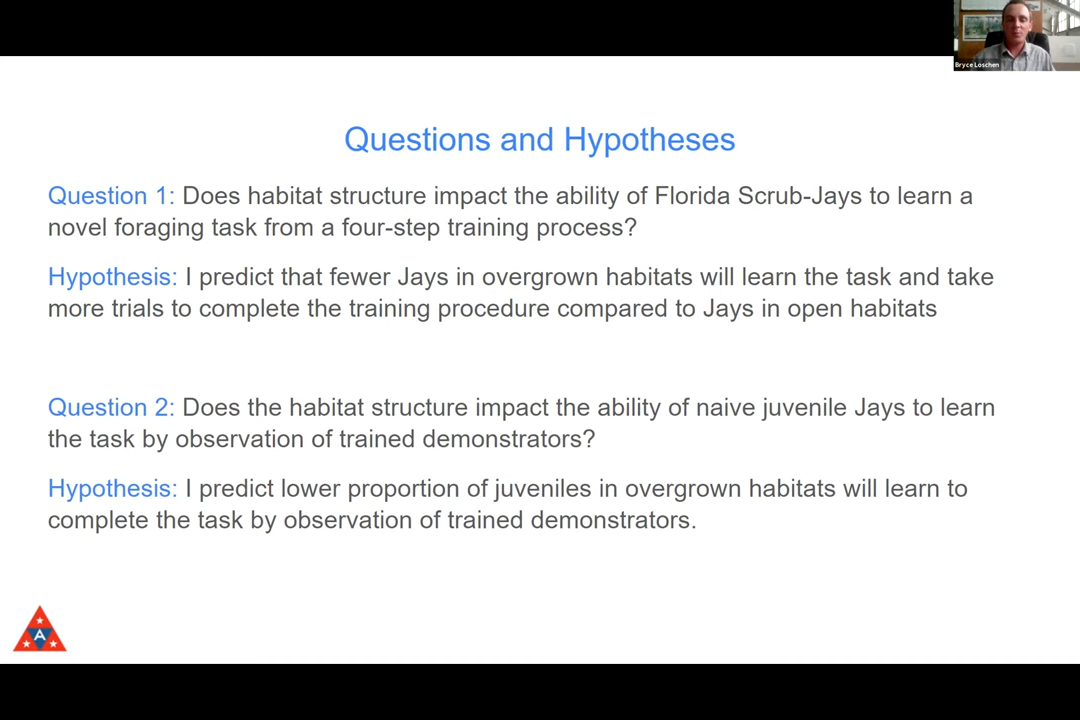 Bryce Loschen
Questions and Hypotheses
Question 1: Does habitat structure impact the ability of Florida Scrub-Jays to learn a
novel foraging task from a four-step training process?
Hypothesis: I predict that fewer Jays in overgrown habitats will learn the task and take
more trials to complete the training procedure compared to Jays in open habitats
Question 2: Does the habitat structure impact the ability of naive juvenile Jays to learn
the task by observation of trained demonstrators?
Hypothesis: I predict lower proportion of juveniles in overgrown habitats will learn to
complete the task by observation of trained demonstrators.
A